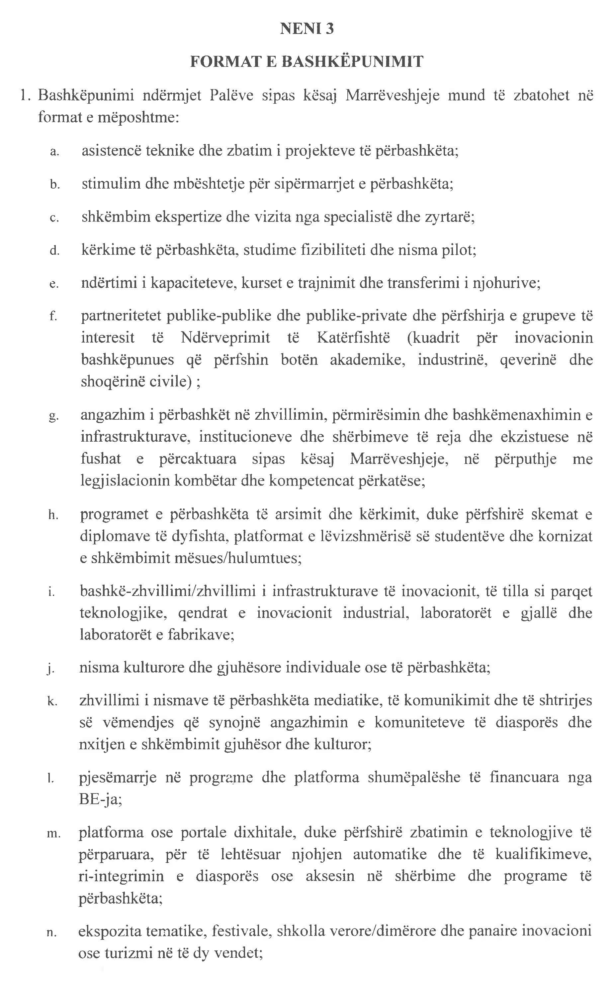 NENI 3
FORMAT E BASHKËPUNIMIT
1. Bashkëpunimi ndërmjet Palëve sipas kësaj Marrëveshjeje mund të zbatohet në
format e mëposhtme:
a. asistencë teknike dhe zbatim i projekteve të përbashkëta;
b. stimulim dhe mbështetje për sipërmarrjet e përbashkëta;
c. shkëmbim ekspertize dhe vizita nga specialistë dhe zyrtarë;
d. kërkime të përbashkëta, studime fizibiliteti dhe nisma pilot;
e. ndërtimi i kapaciteteve, kurset e trajnimit dhe transferimi i njohurive;
f. partneritetet publike-publike dhe publike-private dhe përfshirja e grupeve të
interesit të Ndërveprimit të Katërfishtë (kuadrit për inovacionin
bashkëpunues që përfshin botën akademike, industrinë, qeverinë dhe
shoqërinë civile) ;
g. angazhim i përbashkët në zhvillimin, përmirësimin dhe bashkëmenaxhimin e
infrastrukturave, institucioneve dhe shërbimeve të reja dhe ekzistuese në
fushat e përcaktuara sipas kësaj Marrëveshjeje, në përputhje me
legjislacionin kombëtar dhe kompetencat përkatëse;
h. programet e përbashkëta të arsimit dhe kërkimit, duke përfshirë skemat e
diplomave të dyfishta, platformat e lëvizshmërisë së studentëve dhe kornizat
e shkëmbimit mësues/hulumtues;
i. bashkë-zhvillimi/zhvillimi i infrastrukturave të inovacionit, të tilla si parqet
teknologjike, qendrat e inovacionit industrial, laboratorët e gjallë dhe
laboratorët e fabrikave;
j. nisma kulturore dhe gjuhësore individuale ose të përbashkëta;
k. zhvillimi i nismave të përbashkëta mediatike, të komunikimit dhe të shtrirjes
së vëmendjes që synojnë angazhimin e komuniteteve të diasporës dhe
nxitjen e shkëmbimit gjuhësor dhe kulturor;
l. pjesëmarrje në programe dhe platforma shumëpalëshe të financuara nga
BE-ja;
m. platforma ose portale dixhitale, duke përfshirë zbatimin e teknologjive të
përparuara, për të lehtësuar njohjen automatike dhe të kualifikimeve,
ri-integrimin e diasporës ose aksesin në shërbime dhe programe të
përbashkëta;
n. ekspozita tematike, festivale, shkolla verore/dimërore dhe panaire inovacioni
ose turizmi në të dy vendet;